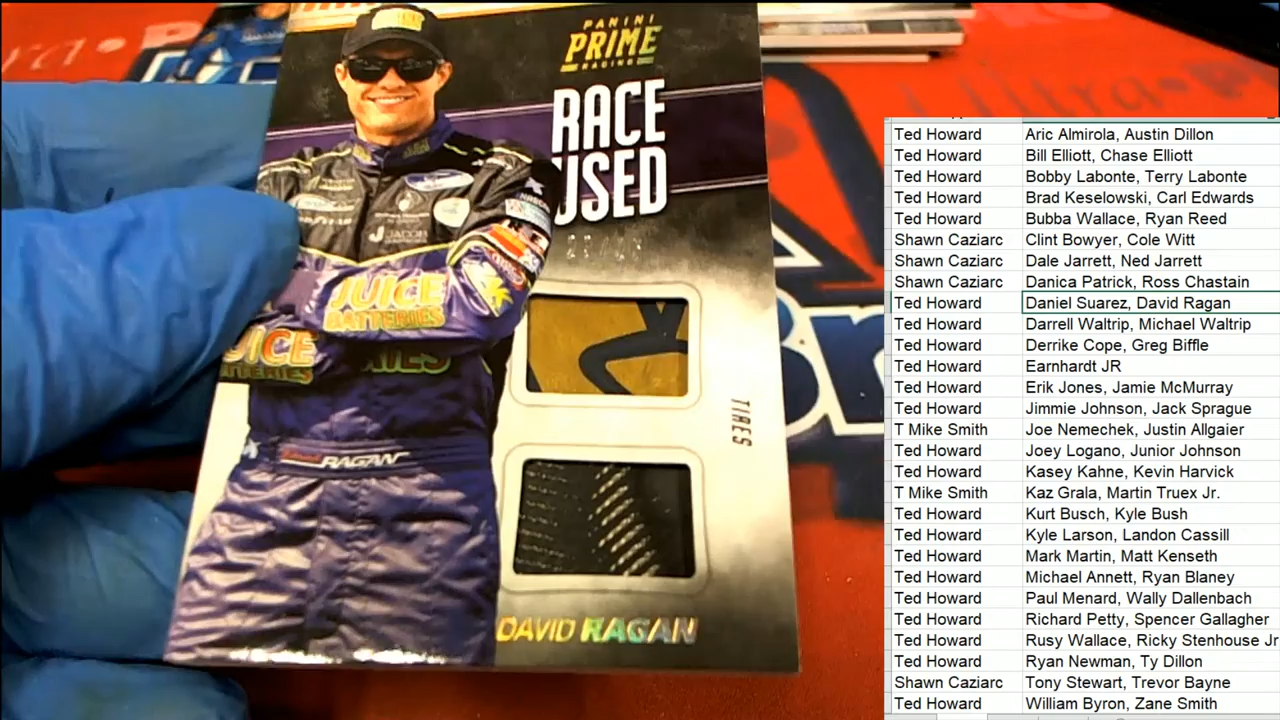 PANINI
PRIME
RACING
RACE
USED
JUICE
BATTERIES
RAGAN
TIRES
DAVID RAGAN
Ted Howard Aric Almirola, Austin Dillon
Ted Howard Bill Elliott, Chase Elliott
Ted Howard Bobby Labonte, Terry Labonte
Ted Howard Brad Keselowski, Carl Edwards
Ted Howard Bubba Wallace, Ryan Reed
Shawn Caziarc Clint Bowyer, Cole Witt
Shawn Caziarc Dale Jarrett, Ned Jarrett
Shawn Caziarc Danica Patrick, Ross Chastain
Ted Howard Daniel Suarez, David Ragan
Ted Howard Darrell Waltrip, Michael Waltrip
Ted Howard Derrike Cope, Greg Biffle
Ted Howard Earnhardt JR
Ted Howard Erik Jones, Jamie McMurray
Ted Howard Jimmie Johnson, Jack Sprague
T Mike Smith Joe Nemechek, Justin Allgaier
Ted Howard Joey Logano, Junior Johnson
Ted Howard Kasey Kahne, Kevin Harvick
T Mike Smith Kaz Grala, Martin Truex Jr.
Ted Howard Kurt Busch, Kyle Bush
Ted Howard Kyle Larson, Landon Cassill
Ted Howard Mark Martin, Matt Kenseth
Ted Howard Michael Annett, Ryan Blaney
Ted Howard Paul Menard, Wally Dallenbach
Ted Howard Richard Petty, Spencer Gallagher
Ted Howard Rusy Wallace, Ricky Stenhouse Jr
Ted Howard Ryan Newman, Ty Dillon
Shawn Caziarc Tony Stewart, Trevor Bayne
Ted Howard William Byron, Zane Smith